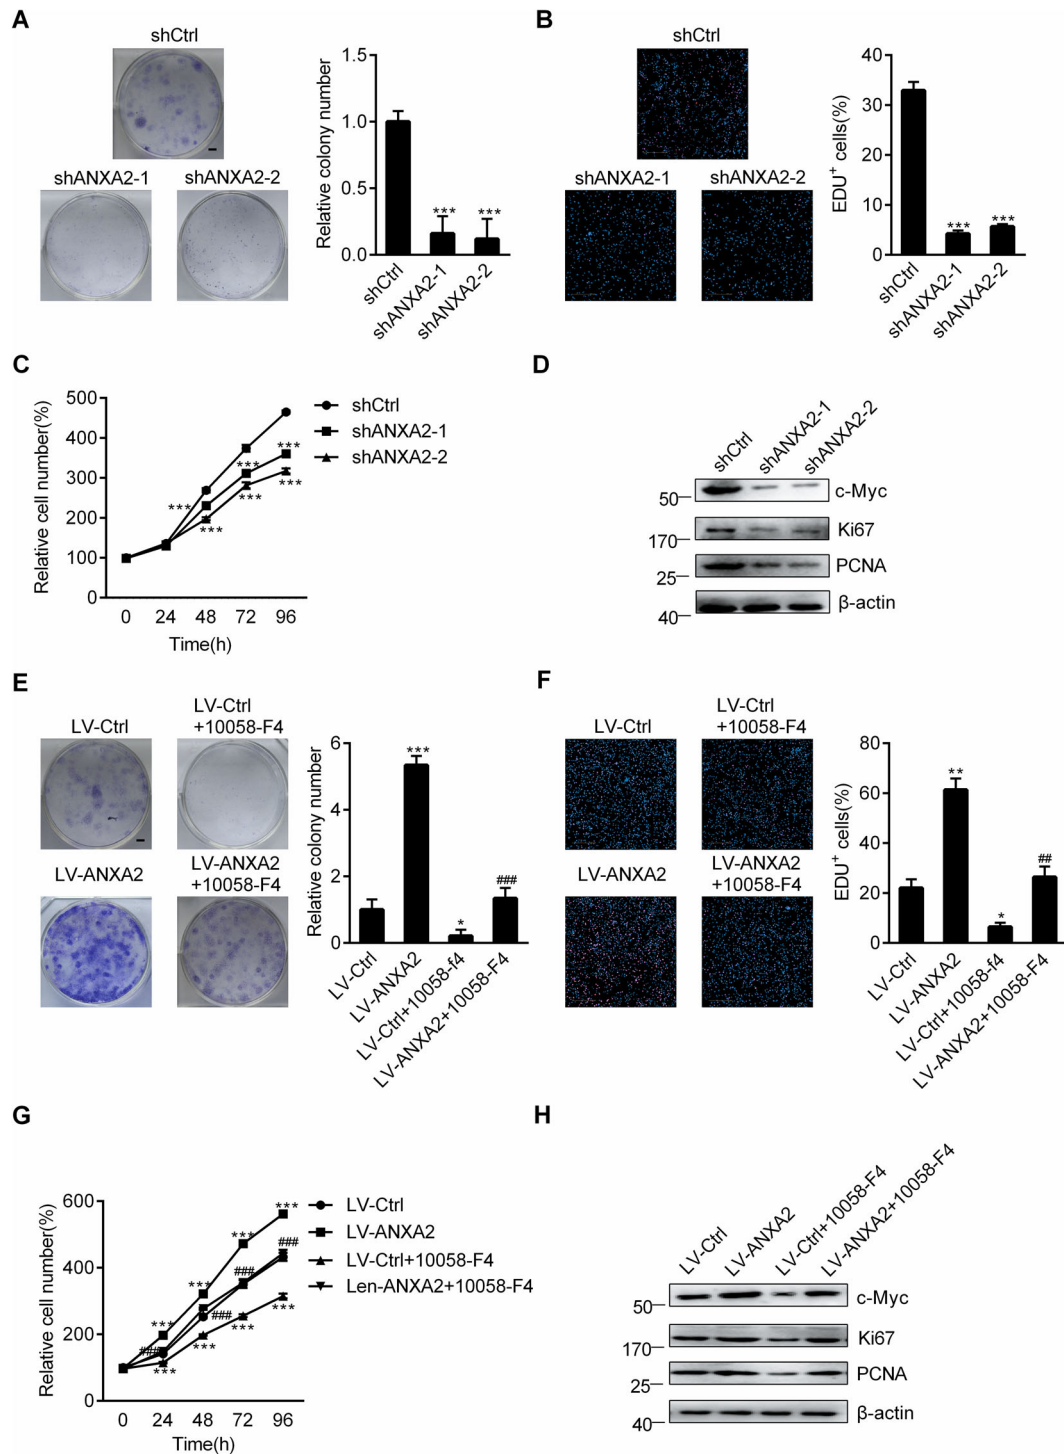 A
shCtrl
shANXA2-1
shANXA2-2
Relative colony number
1.5
1.0
0.5
0.0
***
***
shCtrl
shANXA2-1
shANXA2-2
B
shCtrl
shANXA2-1
shANXA2-2
EDU+ cells(%)
40
30
20
10
0
***
***
shCtrl
shANXA2-1
shANXA2-2
C
Relative cell number(%)
500
400
300
200
100
0
0 24 48 72 96
Time(h)
***
***
***
***
***
***
shCtrl
shANXA2-1
shANXA2-2
D
shCtrl
shANXA2-1
shANXA2-2
50
c-Myc
170
Ki67
25
PCNA
40
β-actin
E
LV-Ctrl
LV-Ctrl
+10058-F4
LV-ANXA2
LV-ANXA2
+10058-F4
Relative colony number
6
4
2
0
***
*
###
LV-Ctrl
LV-ANXA2
LV-Ctrl+10058-f4
LV-ANXA2+10058-F4
F
LV-Ctrl
LV-Ctrl
+10058-F4
LV-ANXA2
LV-ANXA2
+10058-F4
EDU+ cells(%)
80
60
40
20
0
**
*
##
LV-Ctrl
LV-ANXA2
LV-Ctrl+10058-f4
LV-ANXA2+10058-F4
G
Relative cell number(%)
600
400
200
0
0 24 48 72 96
Time(h)
***
***
***
***
###
###
###
###
***
***
***
***
LV-Ctrl
LV-ANXA2
LV-Ctrl+10058-F4
Len-ANXA2+10058-F4
H
LV-Ctrl
LV-ANXA2
LV-Ctrl+10058-F4
LV-ANXA2+10058-F4
50
c-Myc
170
Ki67
25
PCNA
40
β-actin